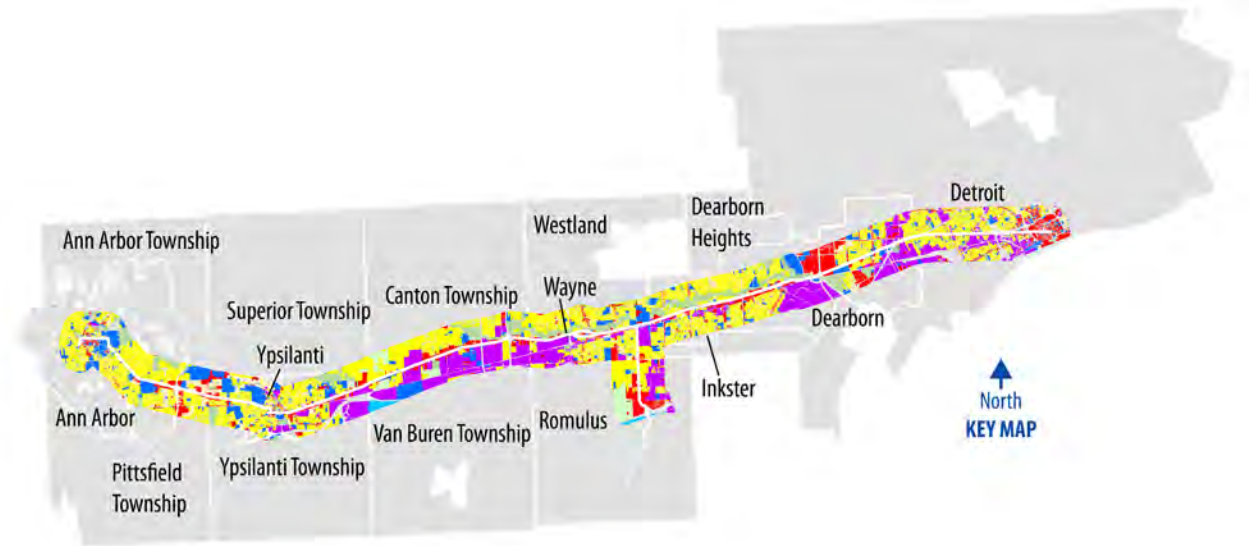 Detroit
Dearborn
Heights
Westland
Ann Arbor Township
Wayne
Canton Township
Superior Township
Dearborn
Ypsilanti
Inkster
North
KEY MAP
Ann Arbor
Romulus
Van Buren Township
Ypsilanti Township
Pittsfield
Township